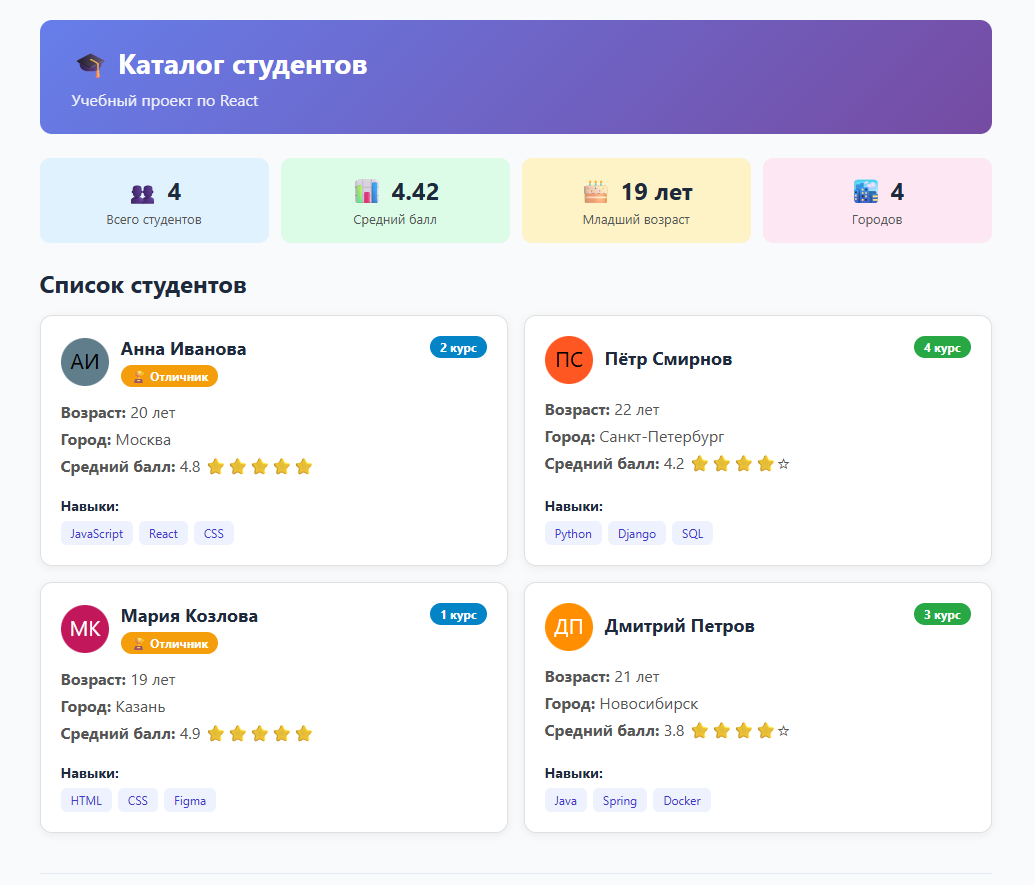 🎓 Каталог студентов
Учебный проект по React
👥 4
Всего студентов
📊 4.42
Средний балл
🎂 19 лет
Младший возраст
🏙️ 4
Городов
Список студентов
АИ
Анна Иванова
🏆 Отличник
2 курс
Возраст: 20 лет
Город: Москва
Средний балл: 4.8 ⭐⭐⭐⭐⭐
Навыки:
JavaScript React CSS
ПС
Пётр Смирнов
4 курс
Возраст: 22 лет
Город: Санкт-Петербург
Средний балл: 4.2 ⭐⭐⭐⭐☆
Навыки:
Python Django SQL
МК
Мария Козлова
🏆 Отличник
1 курс
Возраст: 19 лет
Город: Казань
Средний балл: 4.9 ⭐⭐⭐⭐⭐
Навыки:
HTML CSS Figma
ДП
Дмитрий Петров
3 курс
Возраст: 21 лет
Город: Новосибирск
Средний балл: 3.8 ⭐⭐⭐⭐☆
Навыки:
Java Spring Docker